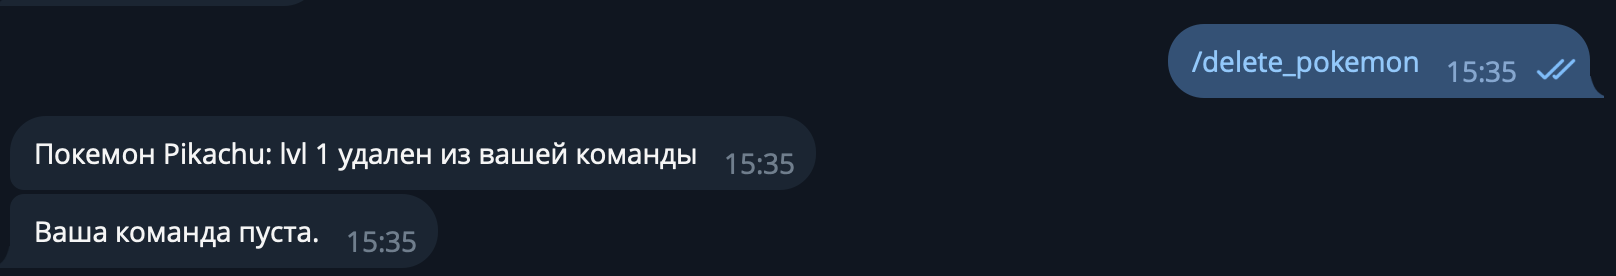 /delete_pokemon 15:35
Покемон Pikachu: lvl 1 удален из вашей команды 15:35
Ваша команда пуста. 15:35